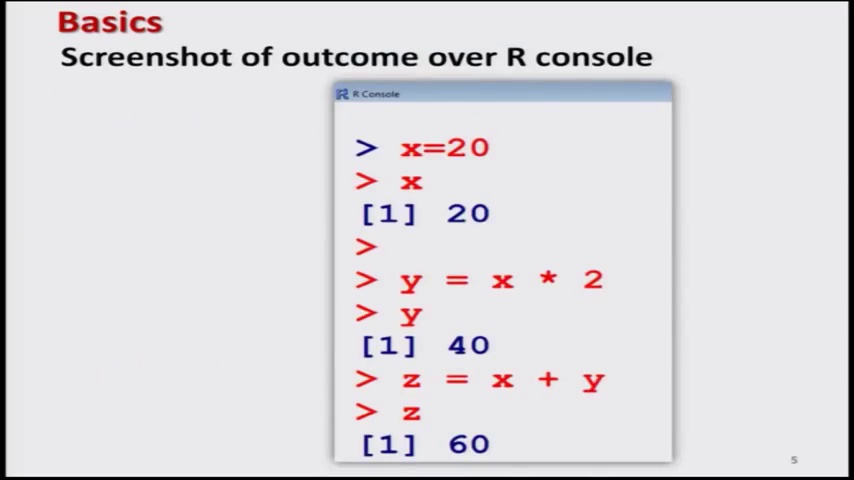 Basics
Screenshot of outcome over R console
R Console
> x=20
> x
[1] 20
>
> y = x * 2
> y
[1] 40
> z = x + y
> z
[1] 60
5